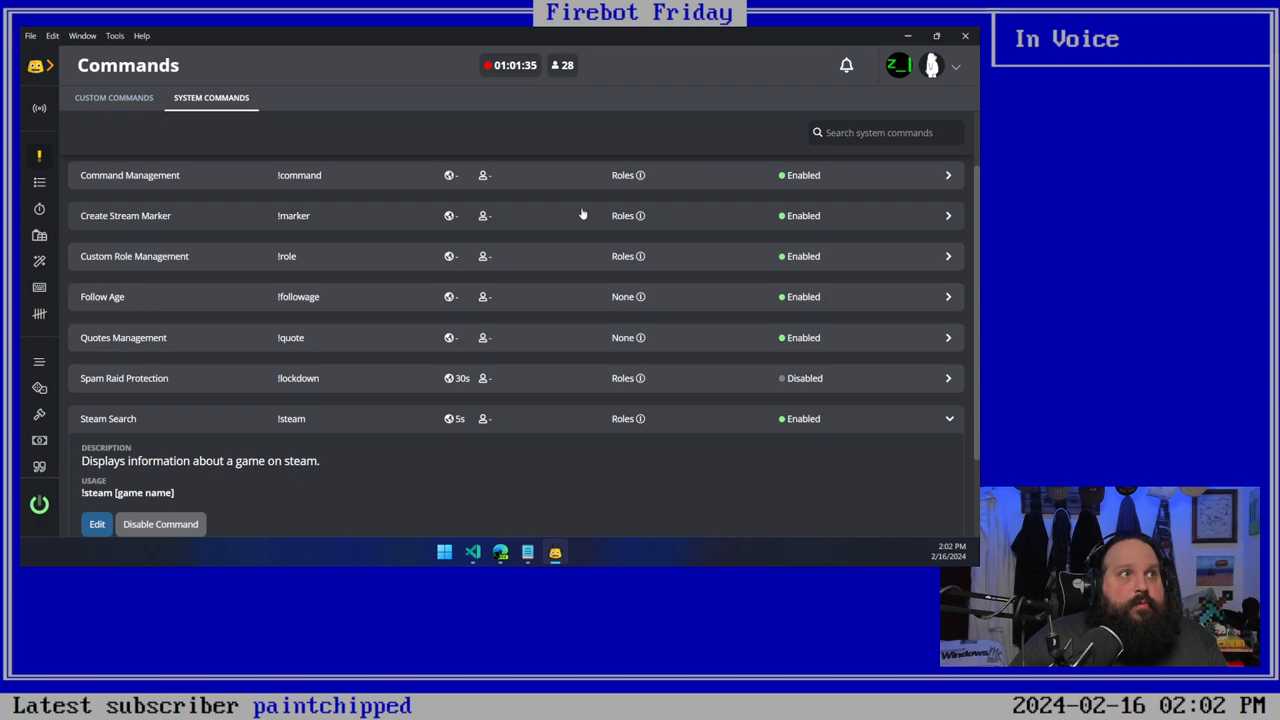 Firebot Friday
In Voice
File Edit Window Tools Help
Commands
01:01:35 28
z_l
CUSTOM COMMANDS SYSTEM COMMANDS
Search system commands
Command Management !command - - Roles Enabled
Create Stream Marker !marker - - Roles Enabled
Custom Role Management !role - - Roles Enabled
Follow Age !followage - - None Enabled
Quotes Management !quote - - None Enabled
Spam Raid Protection !lockdown 30s - Roles Disabled
Steam Search !steam 5s - Roles Enabled
DESCRIPTION
Displays information about a game on steam.
USAGE
!steam [game name]
Edit Disable Command
2:02 PM
2/16/2024
WindowsMe
Latest subscriber paintchipped
2024-02-16 02:02 PM